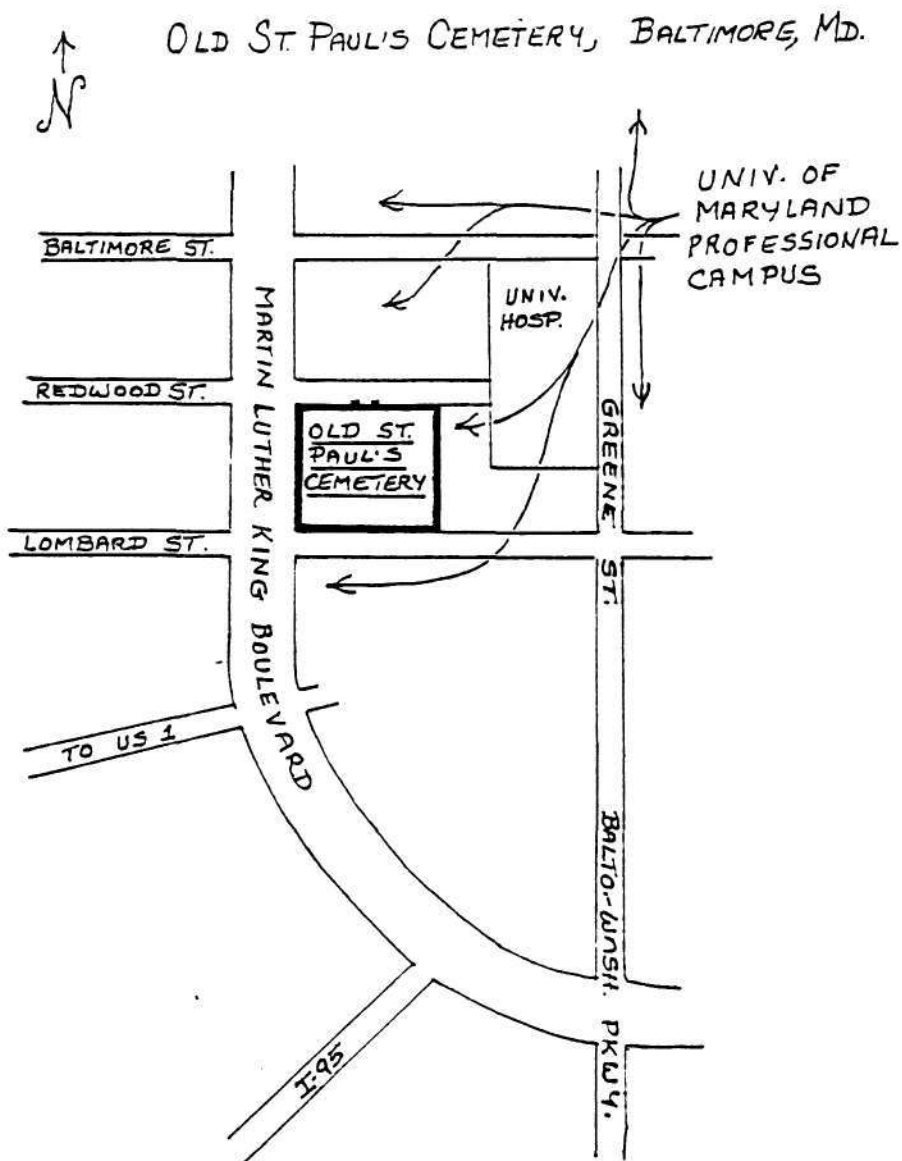 OLD ST. PAUL'S CEMETERY, BALTIMORE, MD.
N
UNIV. OF
MARYLAND
PROFESSIONAL
CAMPUS
BALTIMORE ST.
UNIV.
HOSP.
MARTIN LUTHER KING BOULEVARD
REDWOOD ST.
OLD ST.
PAUL'S
CEMETERY
GREENE ST.
LOMBARD ST.
TO US 1
BALTO.-WASH. PKWY.
I-95